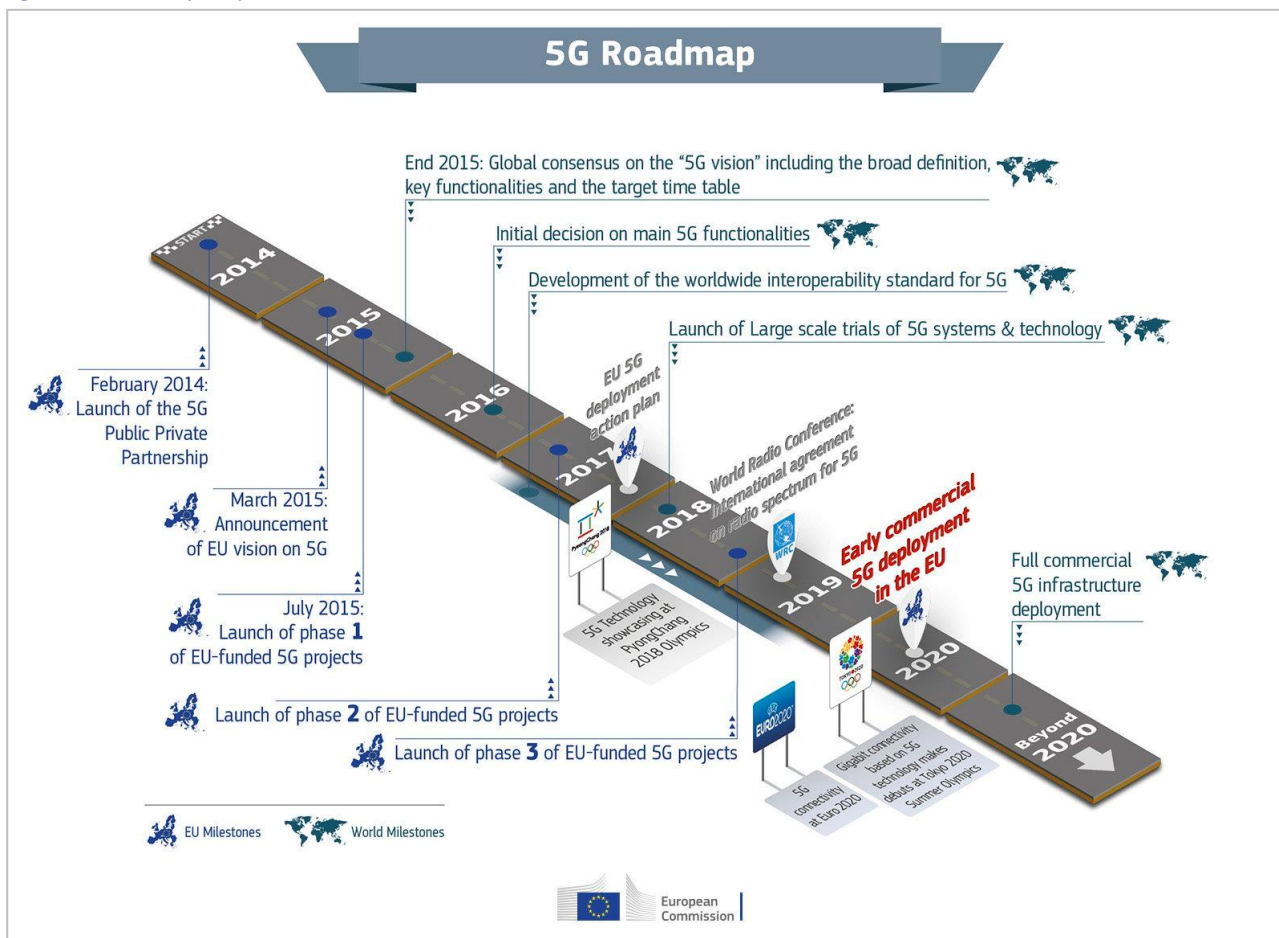 5G Roadmap
End 2015: Global consensus on the “5G vision” including the broad definition,
key functionalities and the target time table
Initial decision on main 5G functionalities
Development of the worldwide interoperability standard for 5G
Launch of Large scale trials of 5G systems & technology
START
2014
2015
2016
2017
2018
2019
2020
Beyond
2020
February 2014:
Launch of the 5G
Public Private
Partnership
March 2015:
Announcement
of EU vision on 5G
July 2015:
Launch of phase 1
of EU-funded 5G projects
Launch of phase 2 of EU-funded 5G projects
Launch of phase 3 of EU-funded 5G projects
EU 5G
deployment
action plan
World Radio Conference:
International agreement
on radio spectrum for 5G
WRC
Early commercial
5G deployment
in the EU
Full commercial
5G infrastructure
deployment
PyeongChang 2018
5G Technology
showcasing at
PyongChang
2018 Olympics
EURO2020
5G
connectivity
at Euro 2020
TOKYO 2020
Gigabit connectivity
based on 5G
technology makes
debuts at Tokyo 2020
Summer Olympics
EU Milestones
World Milestones
European
Commission